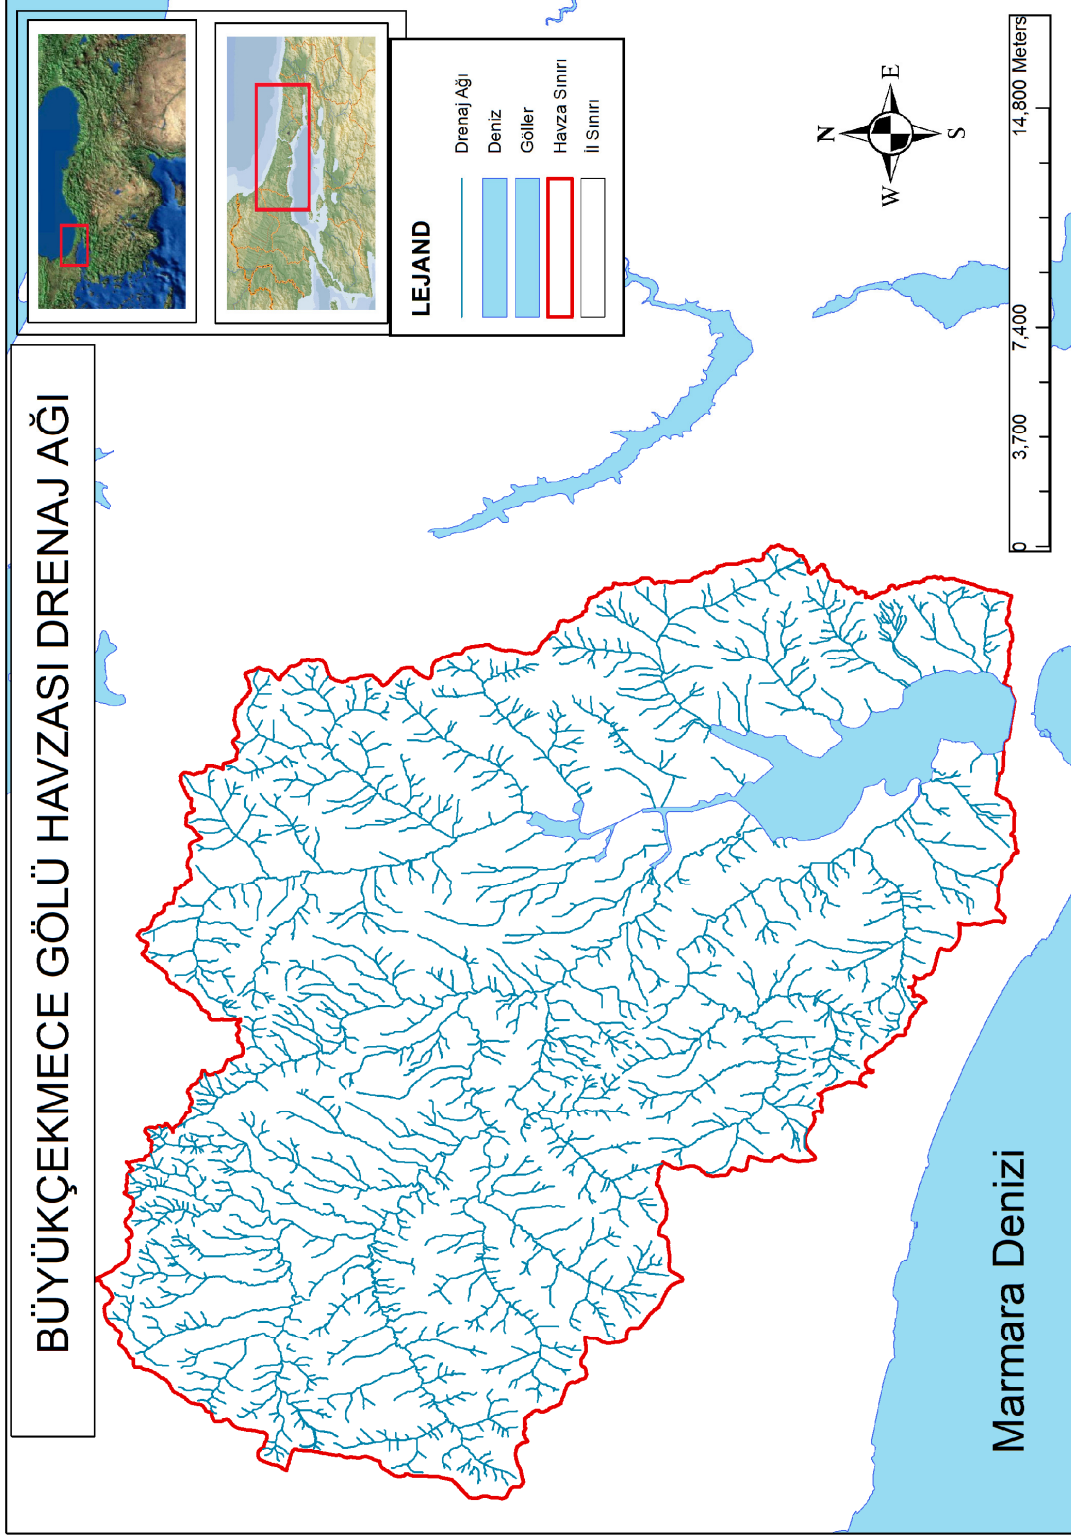 BÜYÜKÇEKMECE GÖLÜ HAVZASI DRENAJ AĞI
LEJAND
Drenaj Ağı
Deniz
Göller
Havza Sınırı
İl Sınırı
N
W E
S
0 3,700 7,400 14,800 Meters
Marmara Denizi